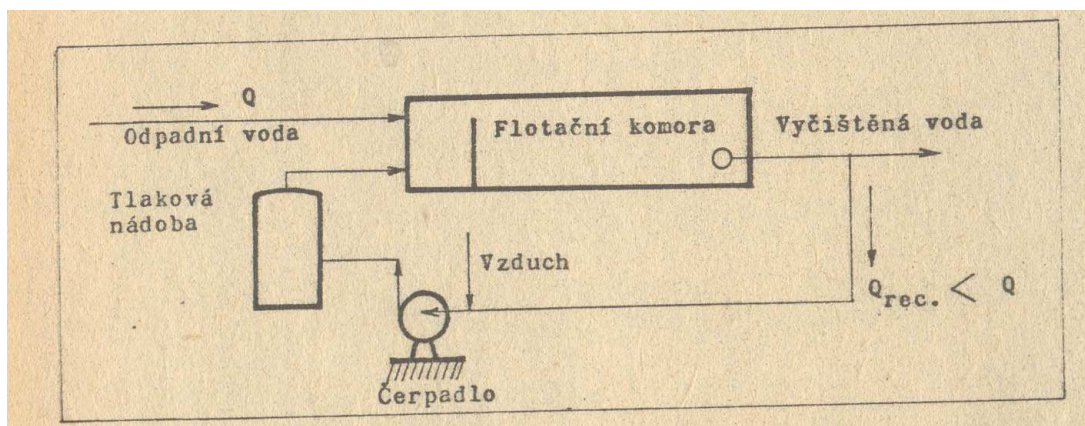 Q
Odpadní voda
Flotační komora
Vyčištěná voda
Tlaková
nádoba
Vzduch
Qrec. < Q
Čerpadlo